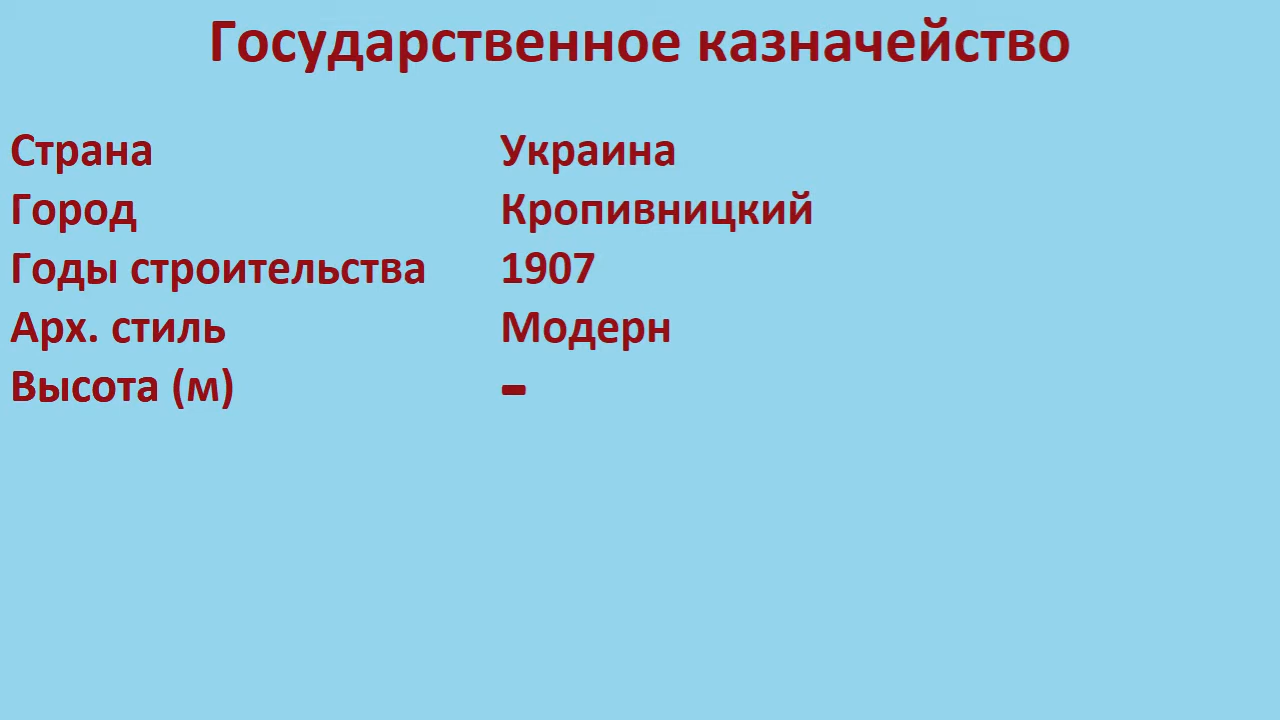 Государственное казначейство
Страна Украина
Город Кропивницкий
Годы строительства 1907
Арх. стиль Модерн
Высота (м) -